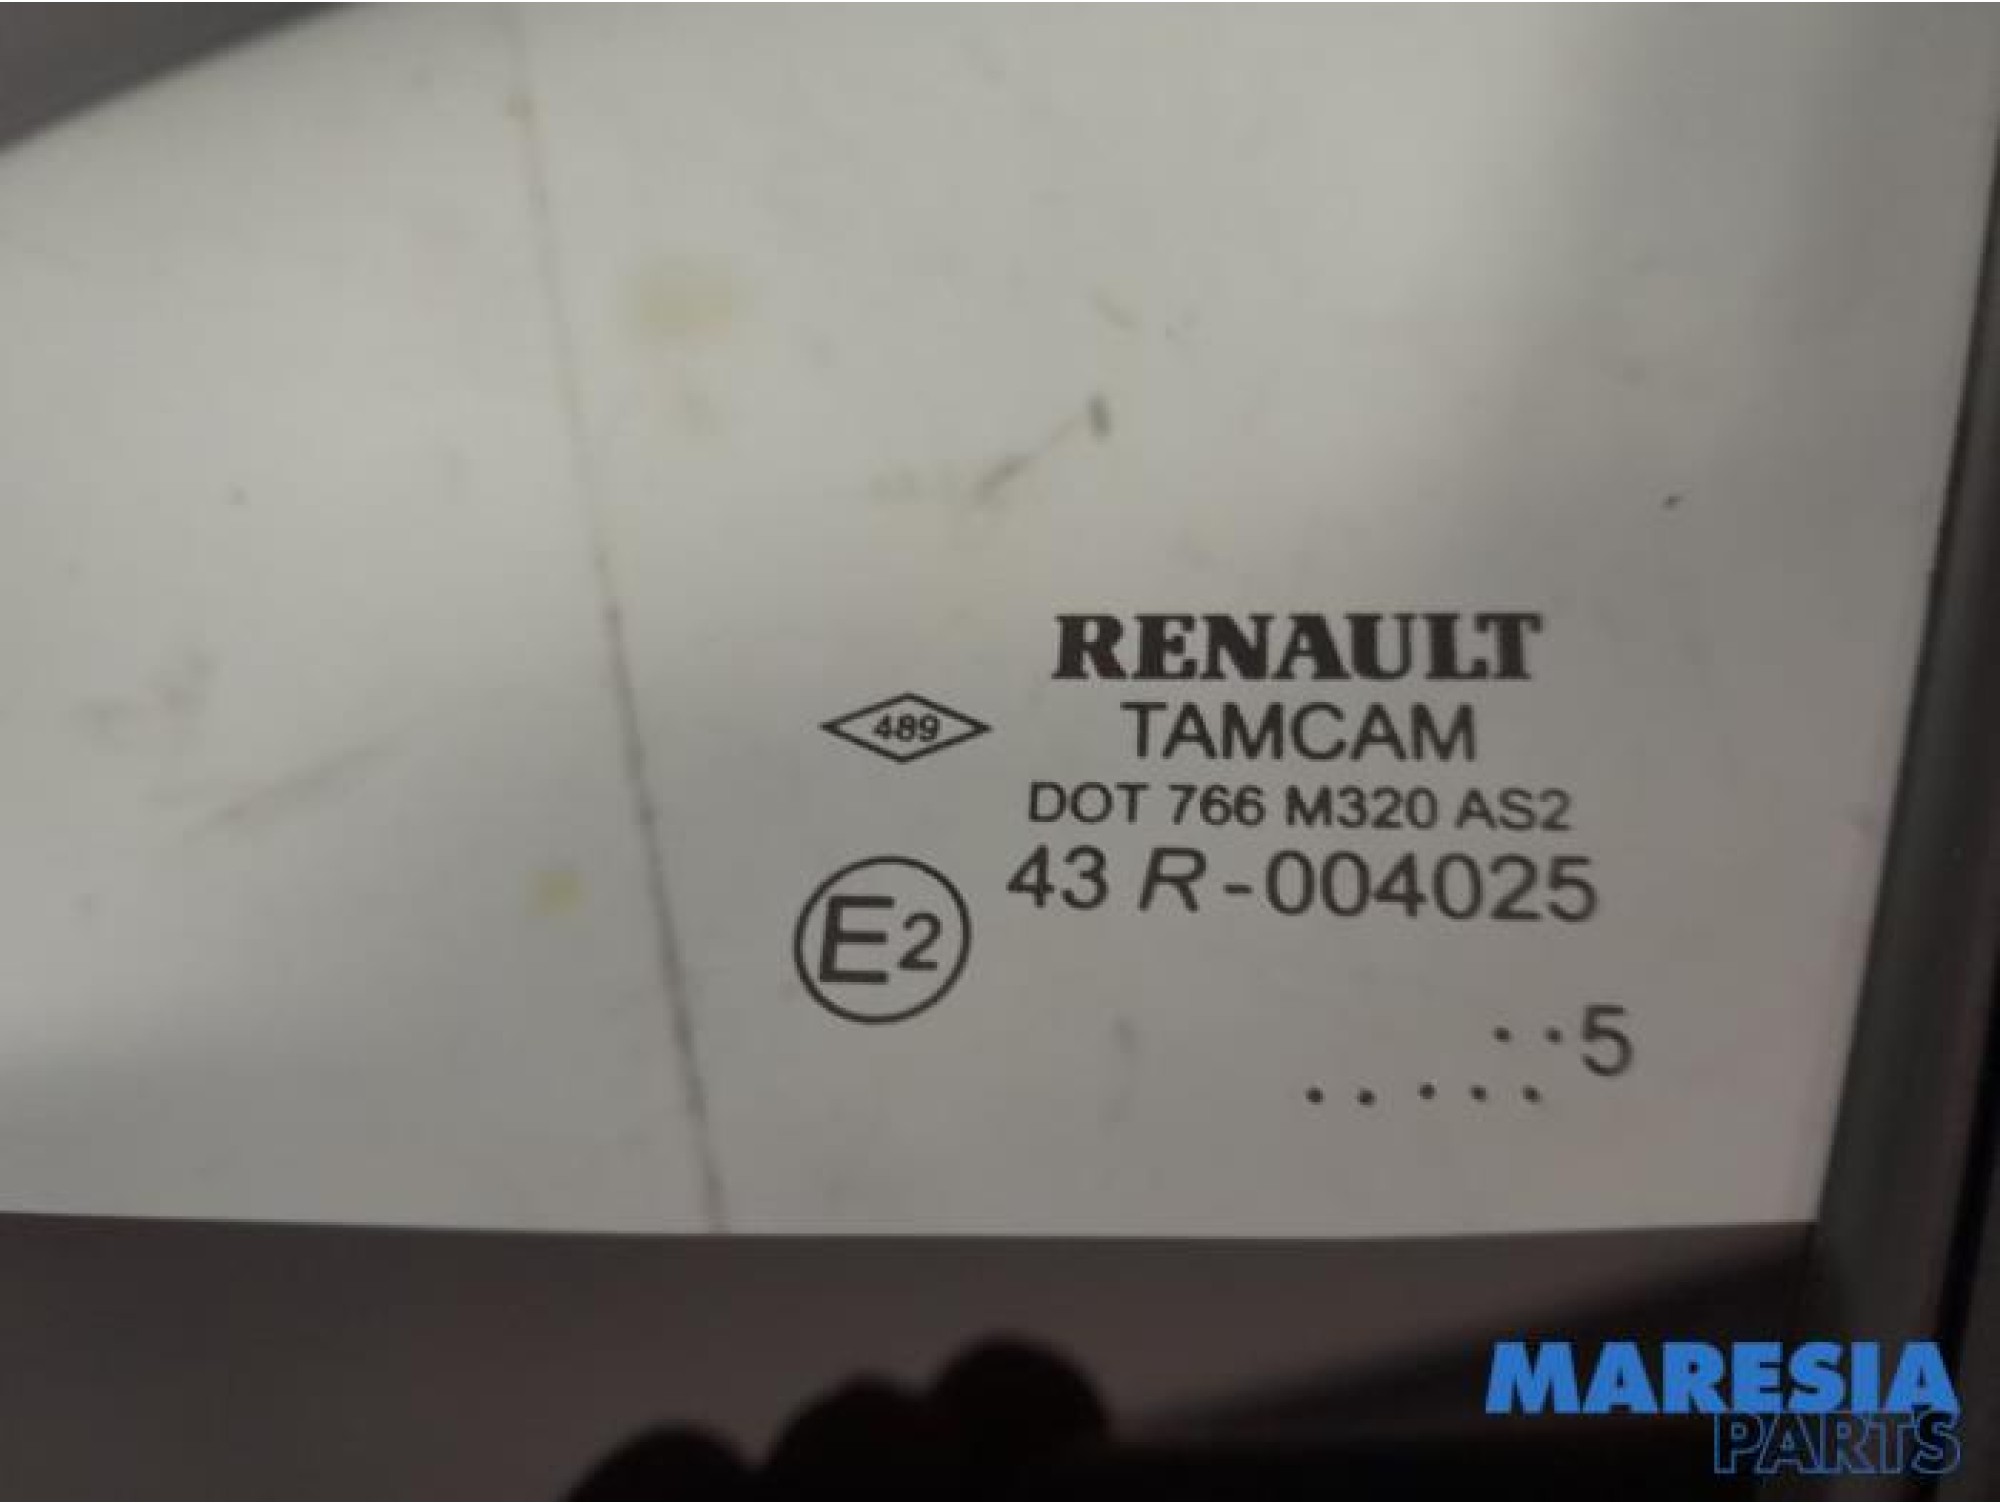 RENAULT
489 TAMCAM
DOT 766 M320 AS2
43 R-004025
E2
..5
.....
MARESIA
PARTS